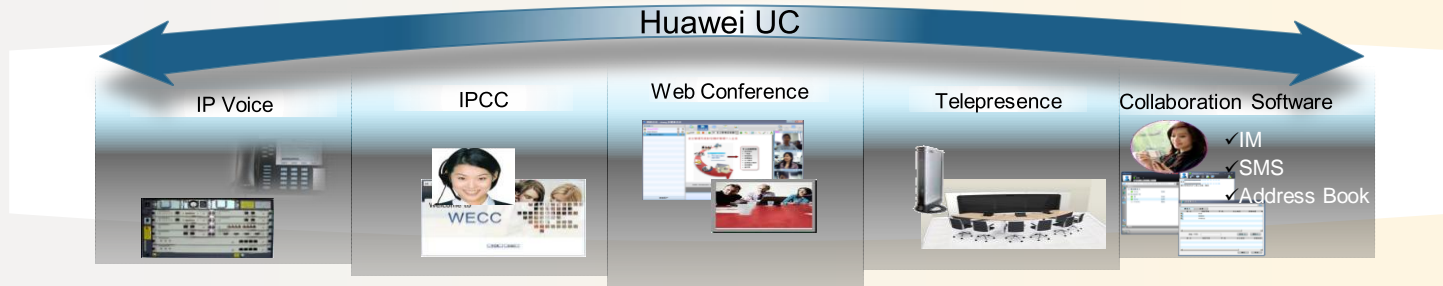 Huawei UC
IP Voice
IPCC
Web Conference
Telepresence
Collaboration Software
✓IM
✓SMS
✓Address Book
WECC